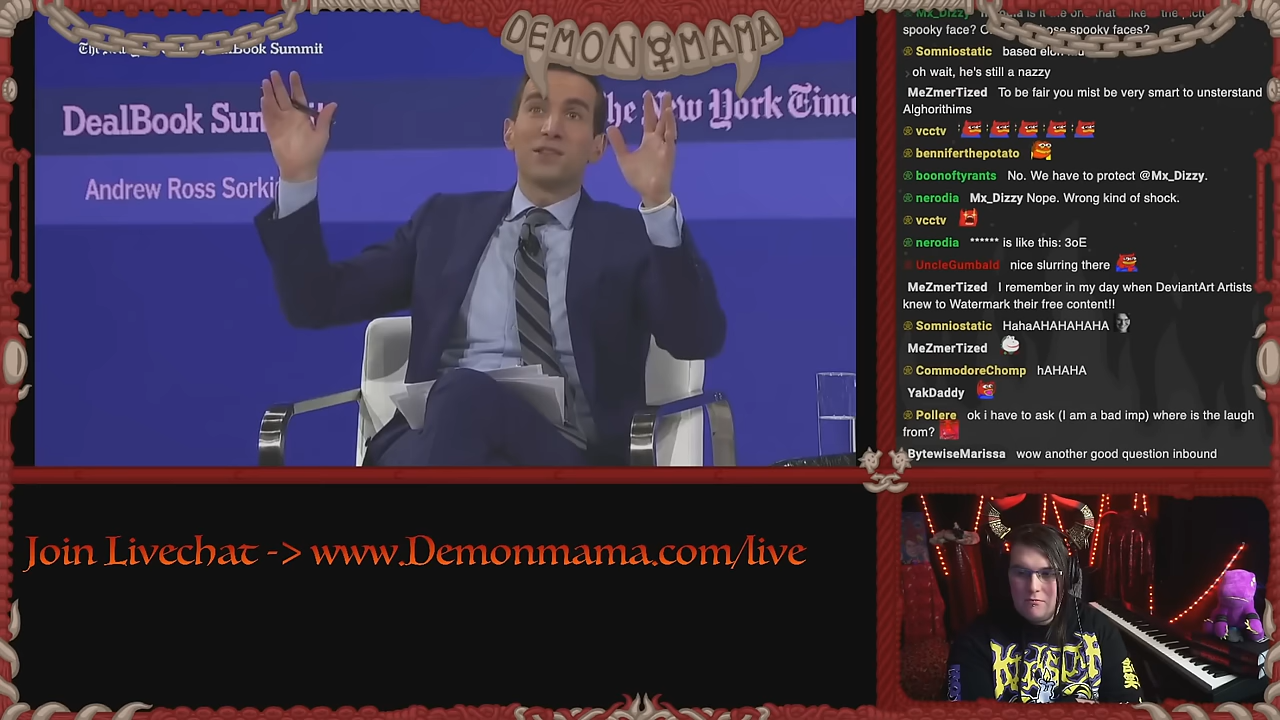 DEMON MAMA
DealBook Summit
DealBook Sum
The New York Time
Andrew Ross Sorki
spooky face?
spooky faces?
Somniostatic based
oh wait, he's still a nazzy
MeZmerTized To be fair you mist be very smart to unsterstand
Alghorithims
vcctv
benniferthepotato
boonoftyrants No. We have to protect @Mx_Dizzy.
nerodia Mx_Dizzy Nope. Wrong kind of shock.
vcctv
nerodia ****** is like this: 3oE
UncleGumbald nice slurring there
MeZmerTized I remember in my day when DeviantArt Artists
knew to Watermark their free content!!
Somniostatic HahaAHAHAHAHA
MeZmerTized
CommodoreChomp hAHAHA
YakDaddy
Pollere ok i have to ask (I am a bad imp) where is the laugh
from?
BytewiseMarissa wow another good question inbound
Join Livechat -> www.Demonmama.com/live